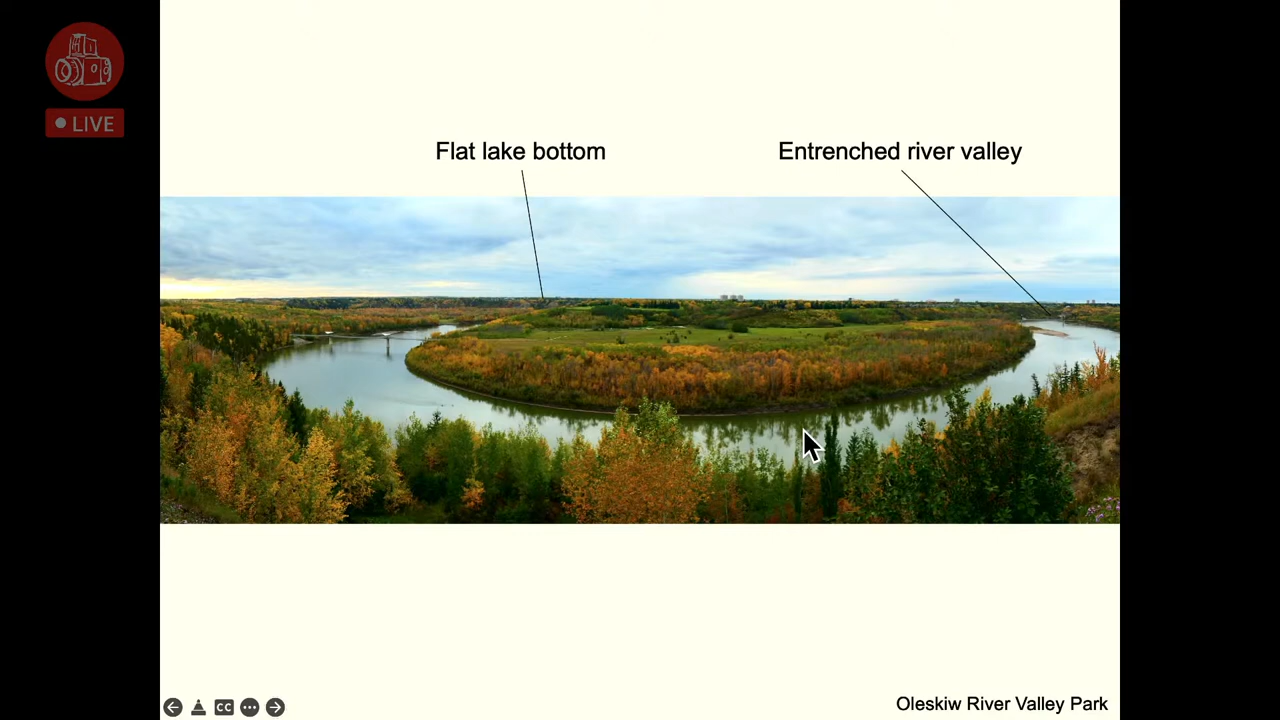 LIVE
Flat lake bottom
Entrenched river valley
CC
Oleskiw River Valley Park